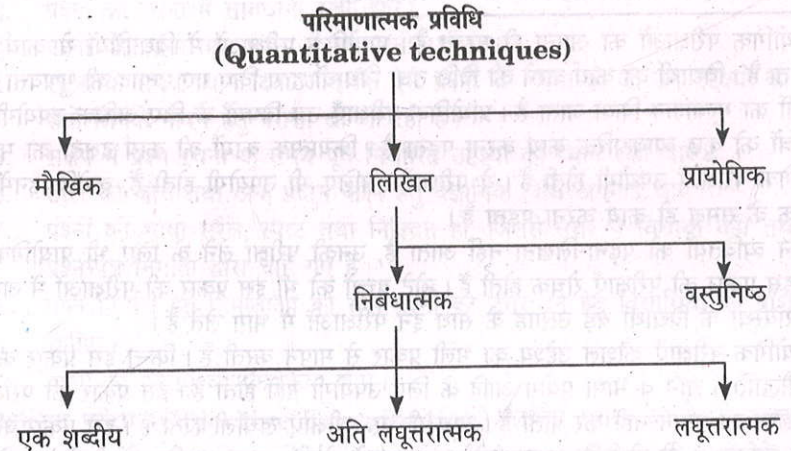 परिमाणात्मक प्रविधि
(Quantitative techniques)
मौखिक लिखित प्रायोगिक
निबंधात्मक वस्तुनिष्ठ
एक शब्दीय अति लघूत्तरात्मक लघूत्तरात्मक